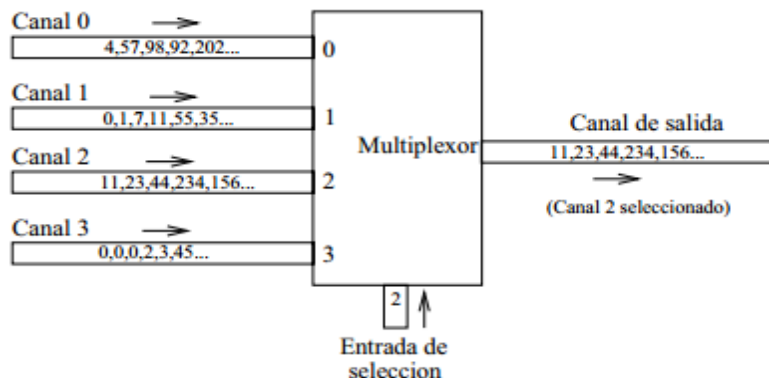 Canal 0
4,57,98,92,202...
0
Canal 1
0,1,7,11,55,35...
1
Canal 2
11,23,44,234,156...
2
Canal 3
0,0,0,2,3,45...
3
Multiplexor
Canal de salida
11,23,44,234,156...
(Canal 2 seleccionado)
2
Entrada de
seleccion